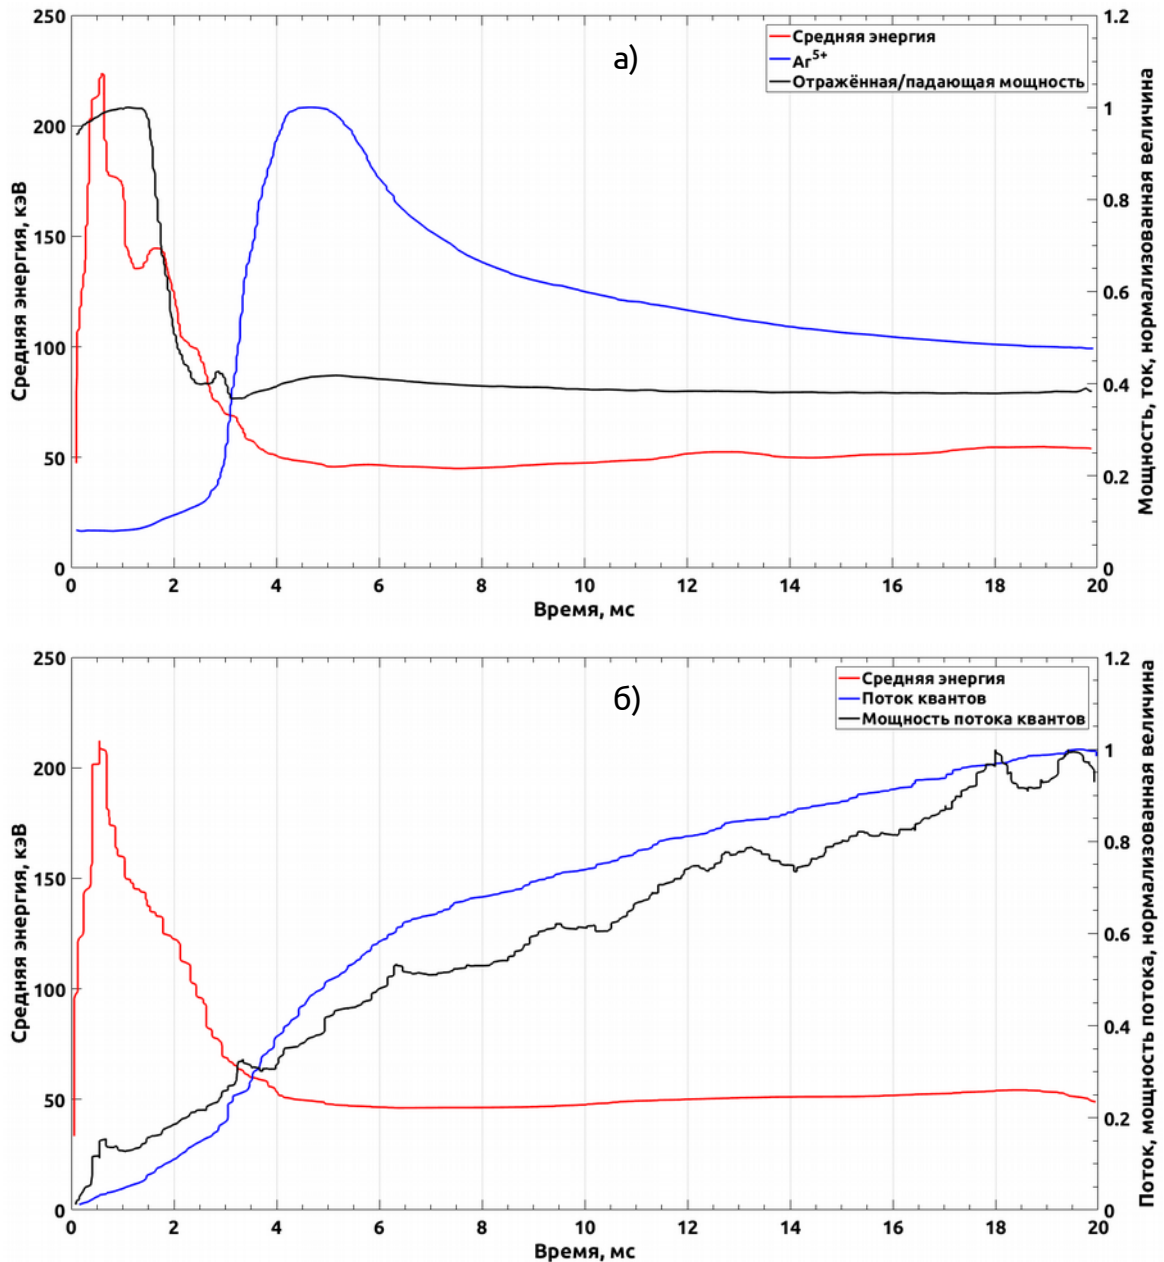 а)
Средняя энергия
Ar5+
Отражённая/падающая мощность
250
200
150
100
50
0
Средняя энергия, кэВ
1.2
1
0.8
0.6
0.4
0.2
0
Мощность, ток, нормализованная величина
0 2 4 6 8 10 12 14 16 18 20
Время, мс
б)
Средняя энергия
Поток квантов
Мощность потока квантов
250
200
150
100
50
0
Средняя энергия, кэВ
1.2
1
0.8
0.6
0.4
0.2
0
Поток, мощность потока, нормализованная величина
0 2 4 6 8 10 12 14 16 18 20
Время, мс